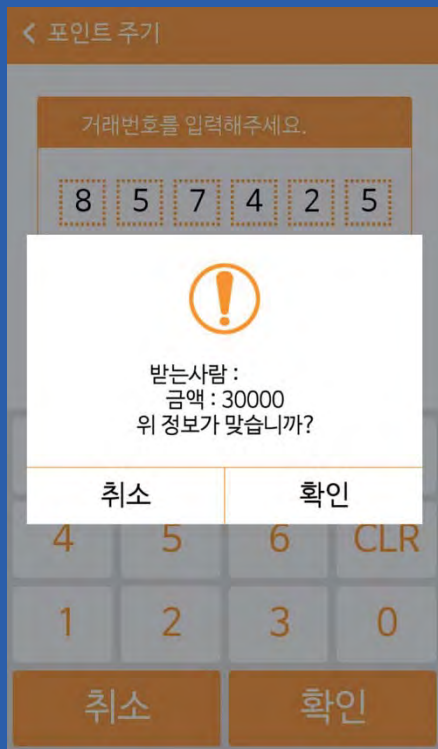 포인트 주기
거래번호를 입력해주세요.
8 5 7 4 2 5
받는사람 :
금액 : 30000
위 정보가 맞습니까?
취소 확인
4 5 6 CLR
1 2 3 0
취소 확인